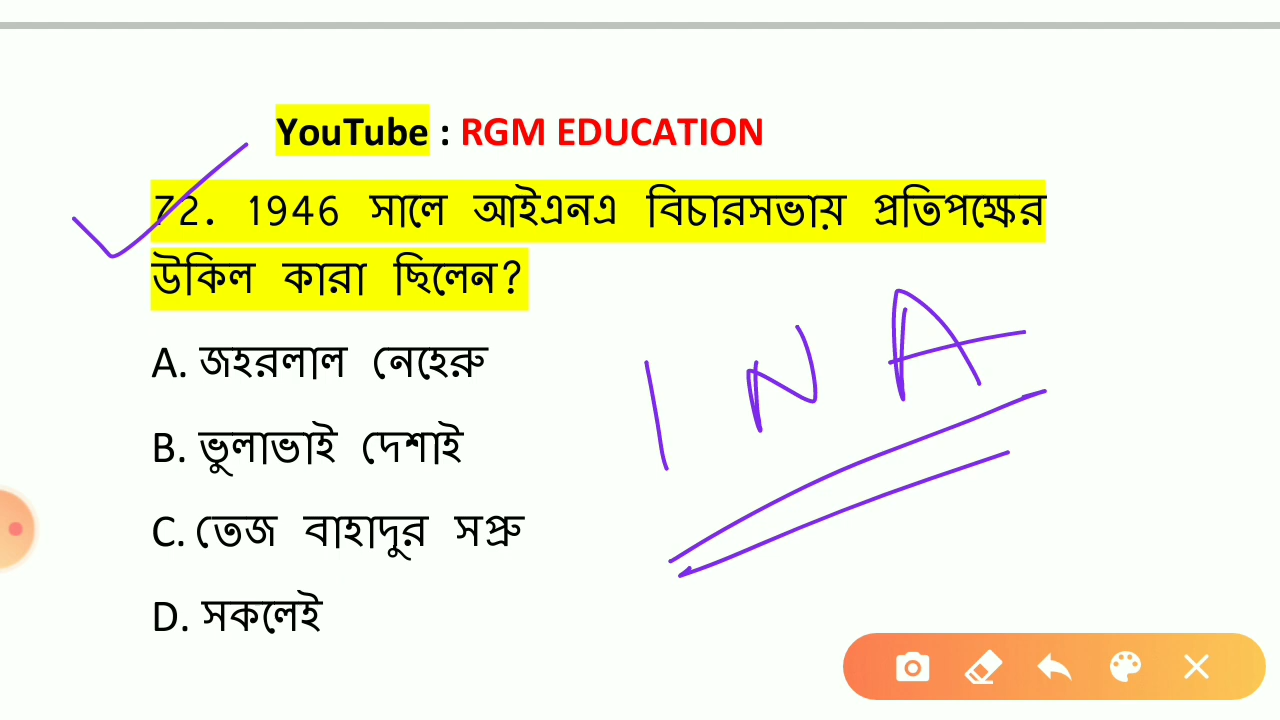 YouTube : RGM EDUCATION
72. 1946 সালে আইএনএ বিচারসভায় প্রতিপক্ষের
উকিল কারা ছিলেন?
A. জহরলাল নেহেরু
B. ভুলাভাই দেশাই
C. তেজ বাহাদুর সপ্রু
D. সকলেই
INA